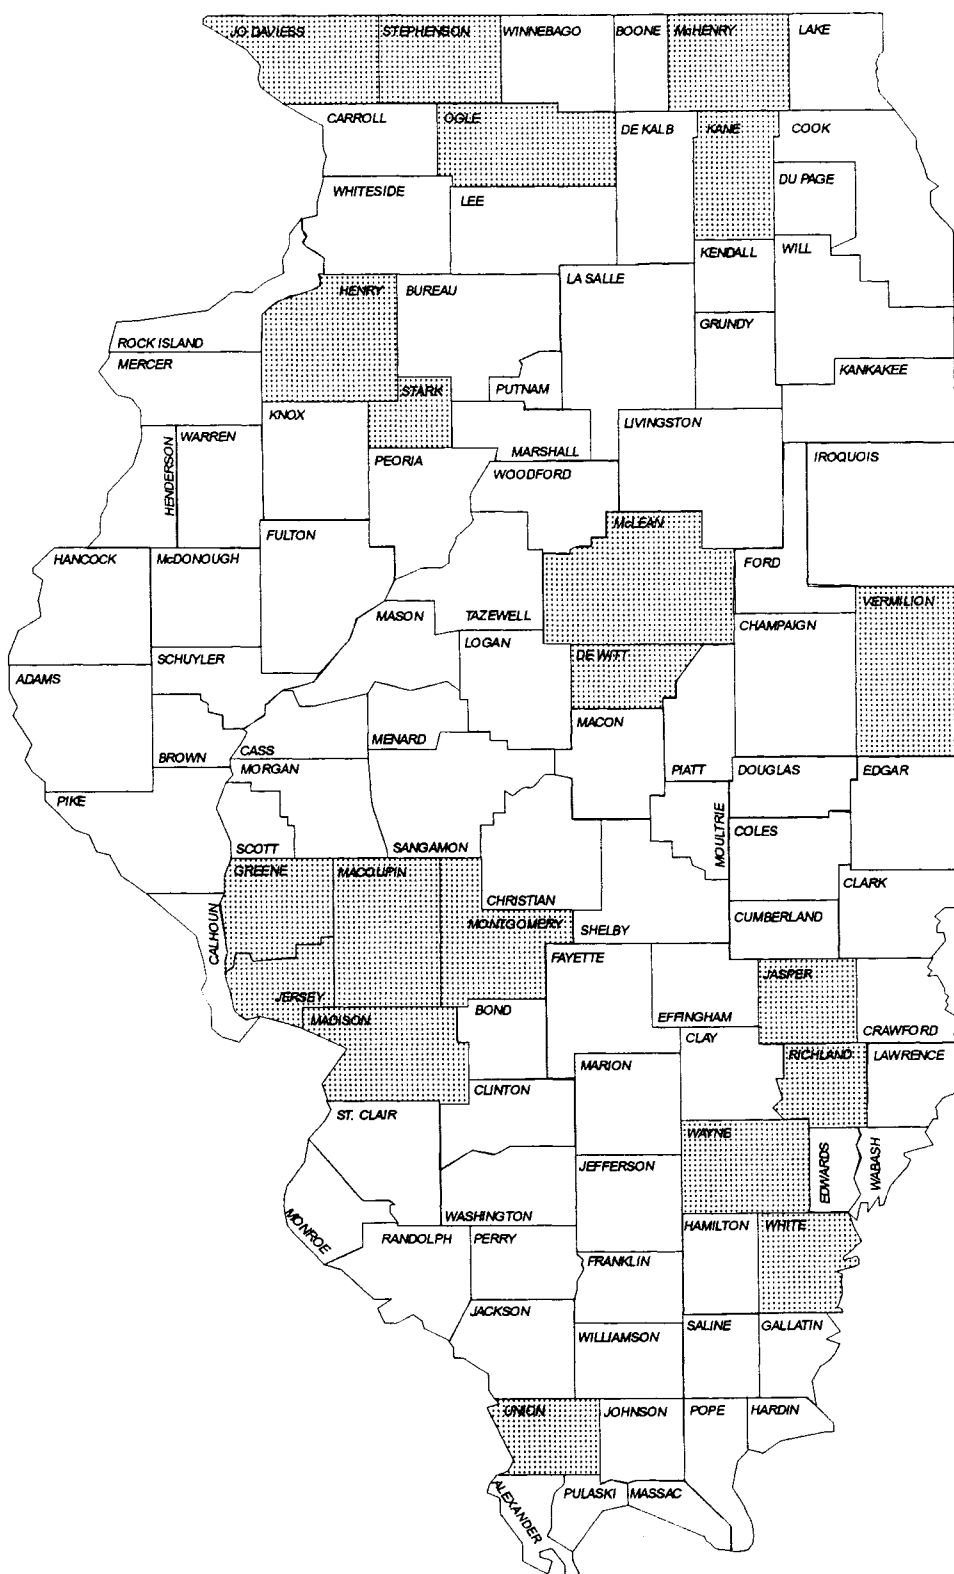 JO DAVIESS
STEPHENSON
WINNEBAGO
BOONE
McHENRY
LAKE
CARROLL
OGLE
DE KALB
KANE
COOK
DU PAGE
WHITESIDE
LEE
KENDALL
WILL
LA SALLE
HENRY
BUREAU
GRUNDY
ROCK ISLAND
MERCER
KANKAKEE
STARK
PUTNAM
KNOX
LIVINGSTON
WARREN
HENDERSON
PEORIA
MARSHALL
IROQUOIS
WOODFORD
McLEAN
FULTON
HANCOCK
McDONOUGH
FORD
VERMILION
MASON
TAZEWELL
CHAMPAIGN
LOGAN
SCHUYLER
DE WITT
ADAMS
MACON
MENARD
BROWN
CASS
MORGAN
PIATT
DOUGLAS
EDGAR
PIKE
MOULTRIE
COLES
SCOTT
SANGAMON
GREENE
MACOUPIN
CLARK
CHRISTIAN
CUMBERLAND
CALHOUN
MONTGOMERY
SHELBY
FAYETTE
JASPER
JERSEY
MADISON
BOND
EFFINGHAM
CRAWFORD
CLAY
RICHLAND
LAWRENCE
MARION
CLINTON
ST. CLAIR
WAYNE
EDWARDS
WABASH
JEFFERSON
MONROE
WASHINGTON
HAMILTON
WHITE
RANDOLPH
PERRY
FRANKLIN
JACKSON
SALINE
GALLATIN
WILLIAMSON
UNION
JOHNSON
POPE
HARDIN
ALEXANDER
PULASKI
MASSAC